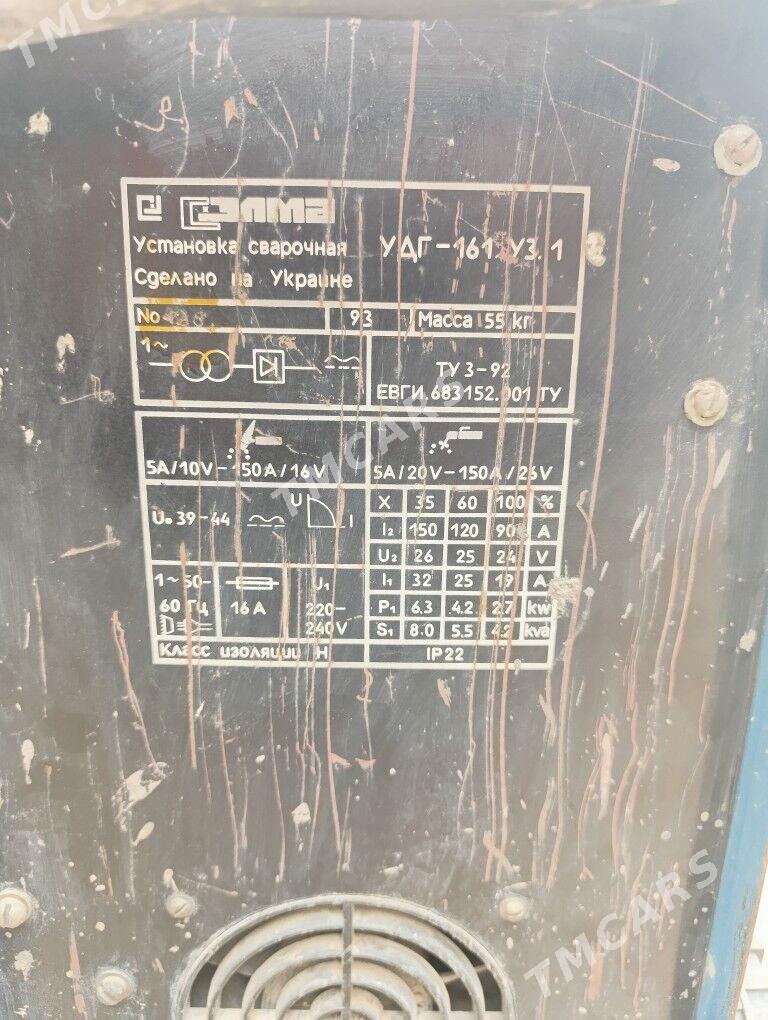 TMCARS
СЭЛМА
Установка сварочная УДГ-161 У3.1
Сделано на Украине
No 93 Масса 55 кг
1~
ТУ 3-92
ЕВГИ.683152.001 ТУ
TMCARS
5A/10V-150A/16V 5A/20V-150A/26V
U I
X 35 60 100 %
U₀ 39-44
I₂ 150 120 90 A
U₂ 26 25 24 V
1~50- U₁ I₁ 32 25 19 A
60 Гц 16 A 220- P₁ 6.3 4.2 2.7 kw
240V S₁ 8.0 5.5 4.2 kva
Класс изоляции H IP22
TMCARS